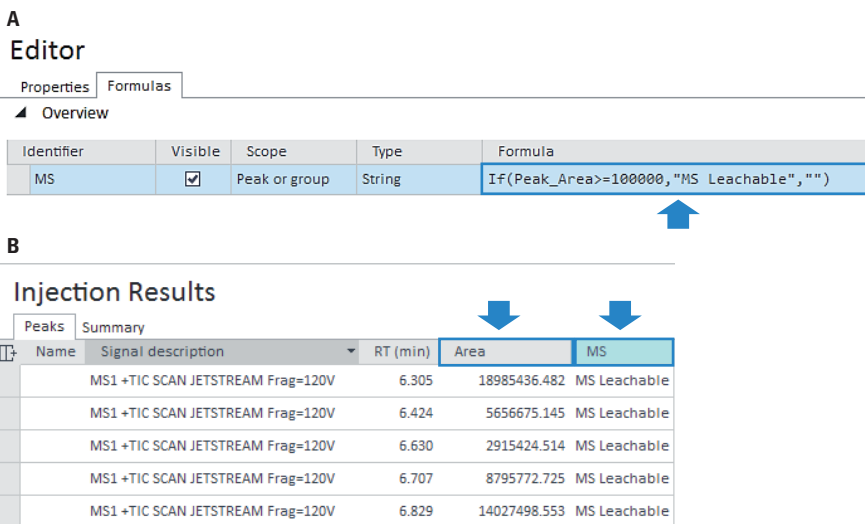 A
Editor
Properties Formulas
Overview
Identifier Visible Scope Type Formula
MS Peak or group String If(Peak_Area>=100000,"MS Leachable","")
B
Injection Results
Peaks Summary
Name Signal description RT (min) Area MS
MS1 +TIC SCAN JETSTREAM Frag=120V 6.305 18985436.482 MS Leachable
MS1 +TIC SCAN JETSTREAM Frag=120V 6.424 5656675.145 MS Leachable
MS1 +TIC SCAN JETSTREAM Frag=120V 6.630 2915424.514 MS Leachable
MS1 +TIC SCAN JETSTREAM Frag=120V 6.707 8795772.725 MS Leachable
MS1 +TIC SCAN JETSTREAM Frag=120V 6.829 14027498.553 MS Leachable